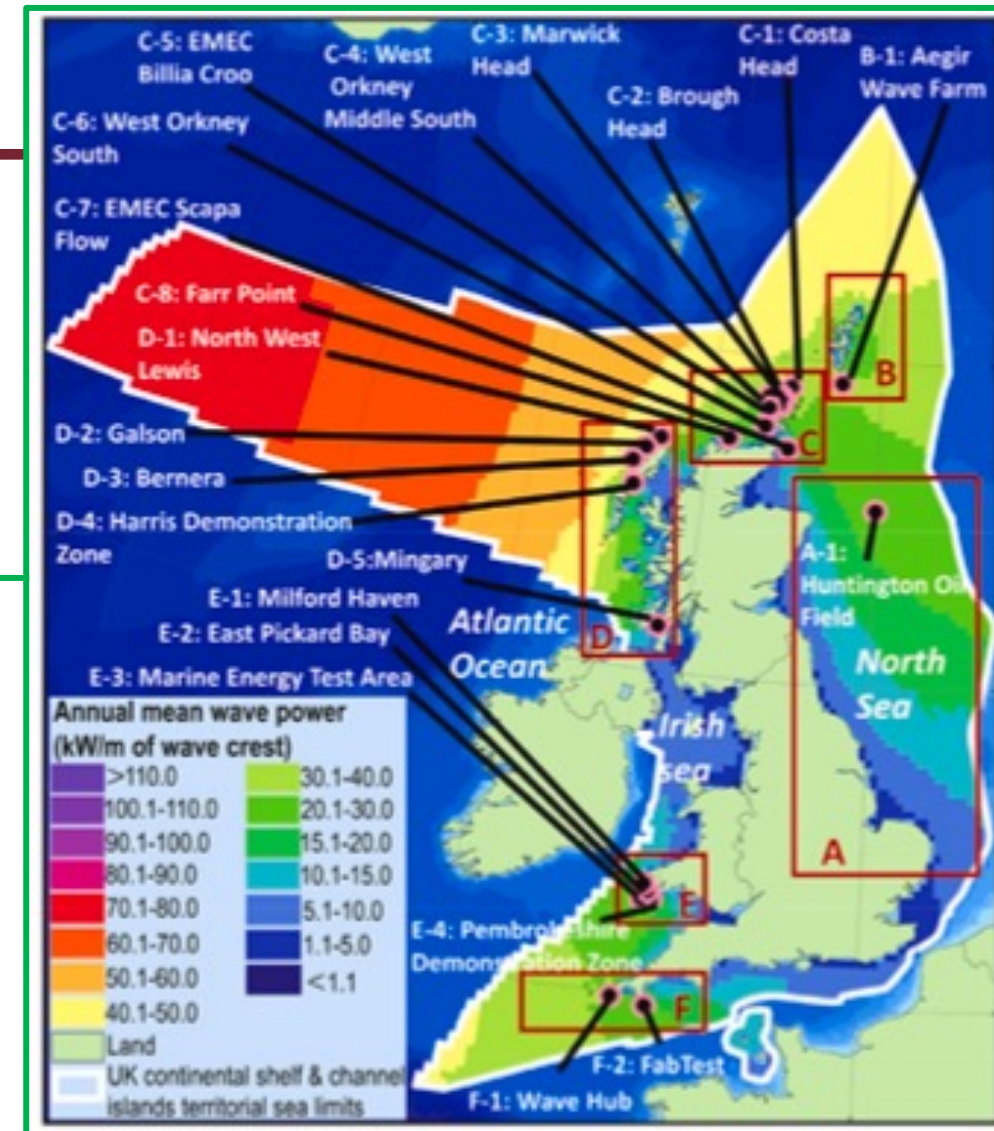 C-5: EMEC
Billia Croo
C-4: West
Orkney
Middle South
C-3: Marwick
Head
C-2: Brough
Head
C-1: Costa
Head
B-1: Aegir
Wave Farm
C-6: West Orkney
South
C-7: EMEC Scapa
Flow
C-8: Farr Point
D-1: North West
Lewis
D-2: Galson
D-3: Bernera
D-4: Harris Demonstration
Zone
D-5:Mingary
E-1: Milford Haven
E-2: East Pickard Bay
E-3: Marine Energy Test Area
B
C
A-1:
Huntington Oil
Field
D
Atlantic
Ocean
North
Sea
Irish
sea
A
E
E-4: Pembrokeshire
Demonstration Zone
F
F-2: FabTest
F-1: Wave Hub
Annual mean wave power
(kW/m of wave crest)
>110.0
100.1-110.0
90.1-100.0
80.1-90.0
70.1-80.0
60.1-70.0
50.1-60.0
40.1-50.0
30.1-40.0
20.1-30.0
15.1-20.0
10.1-15.0
5.1-10.0
1.1-5.0
<1.1
Land
UK continental shelf & channel
islands territorial sea limits